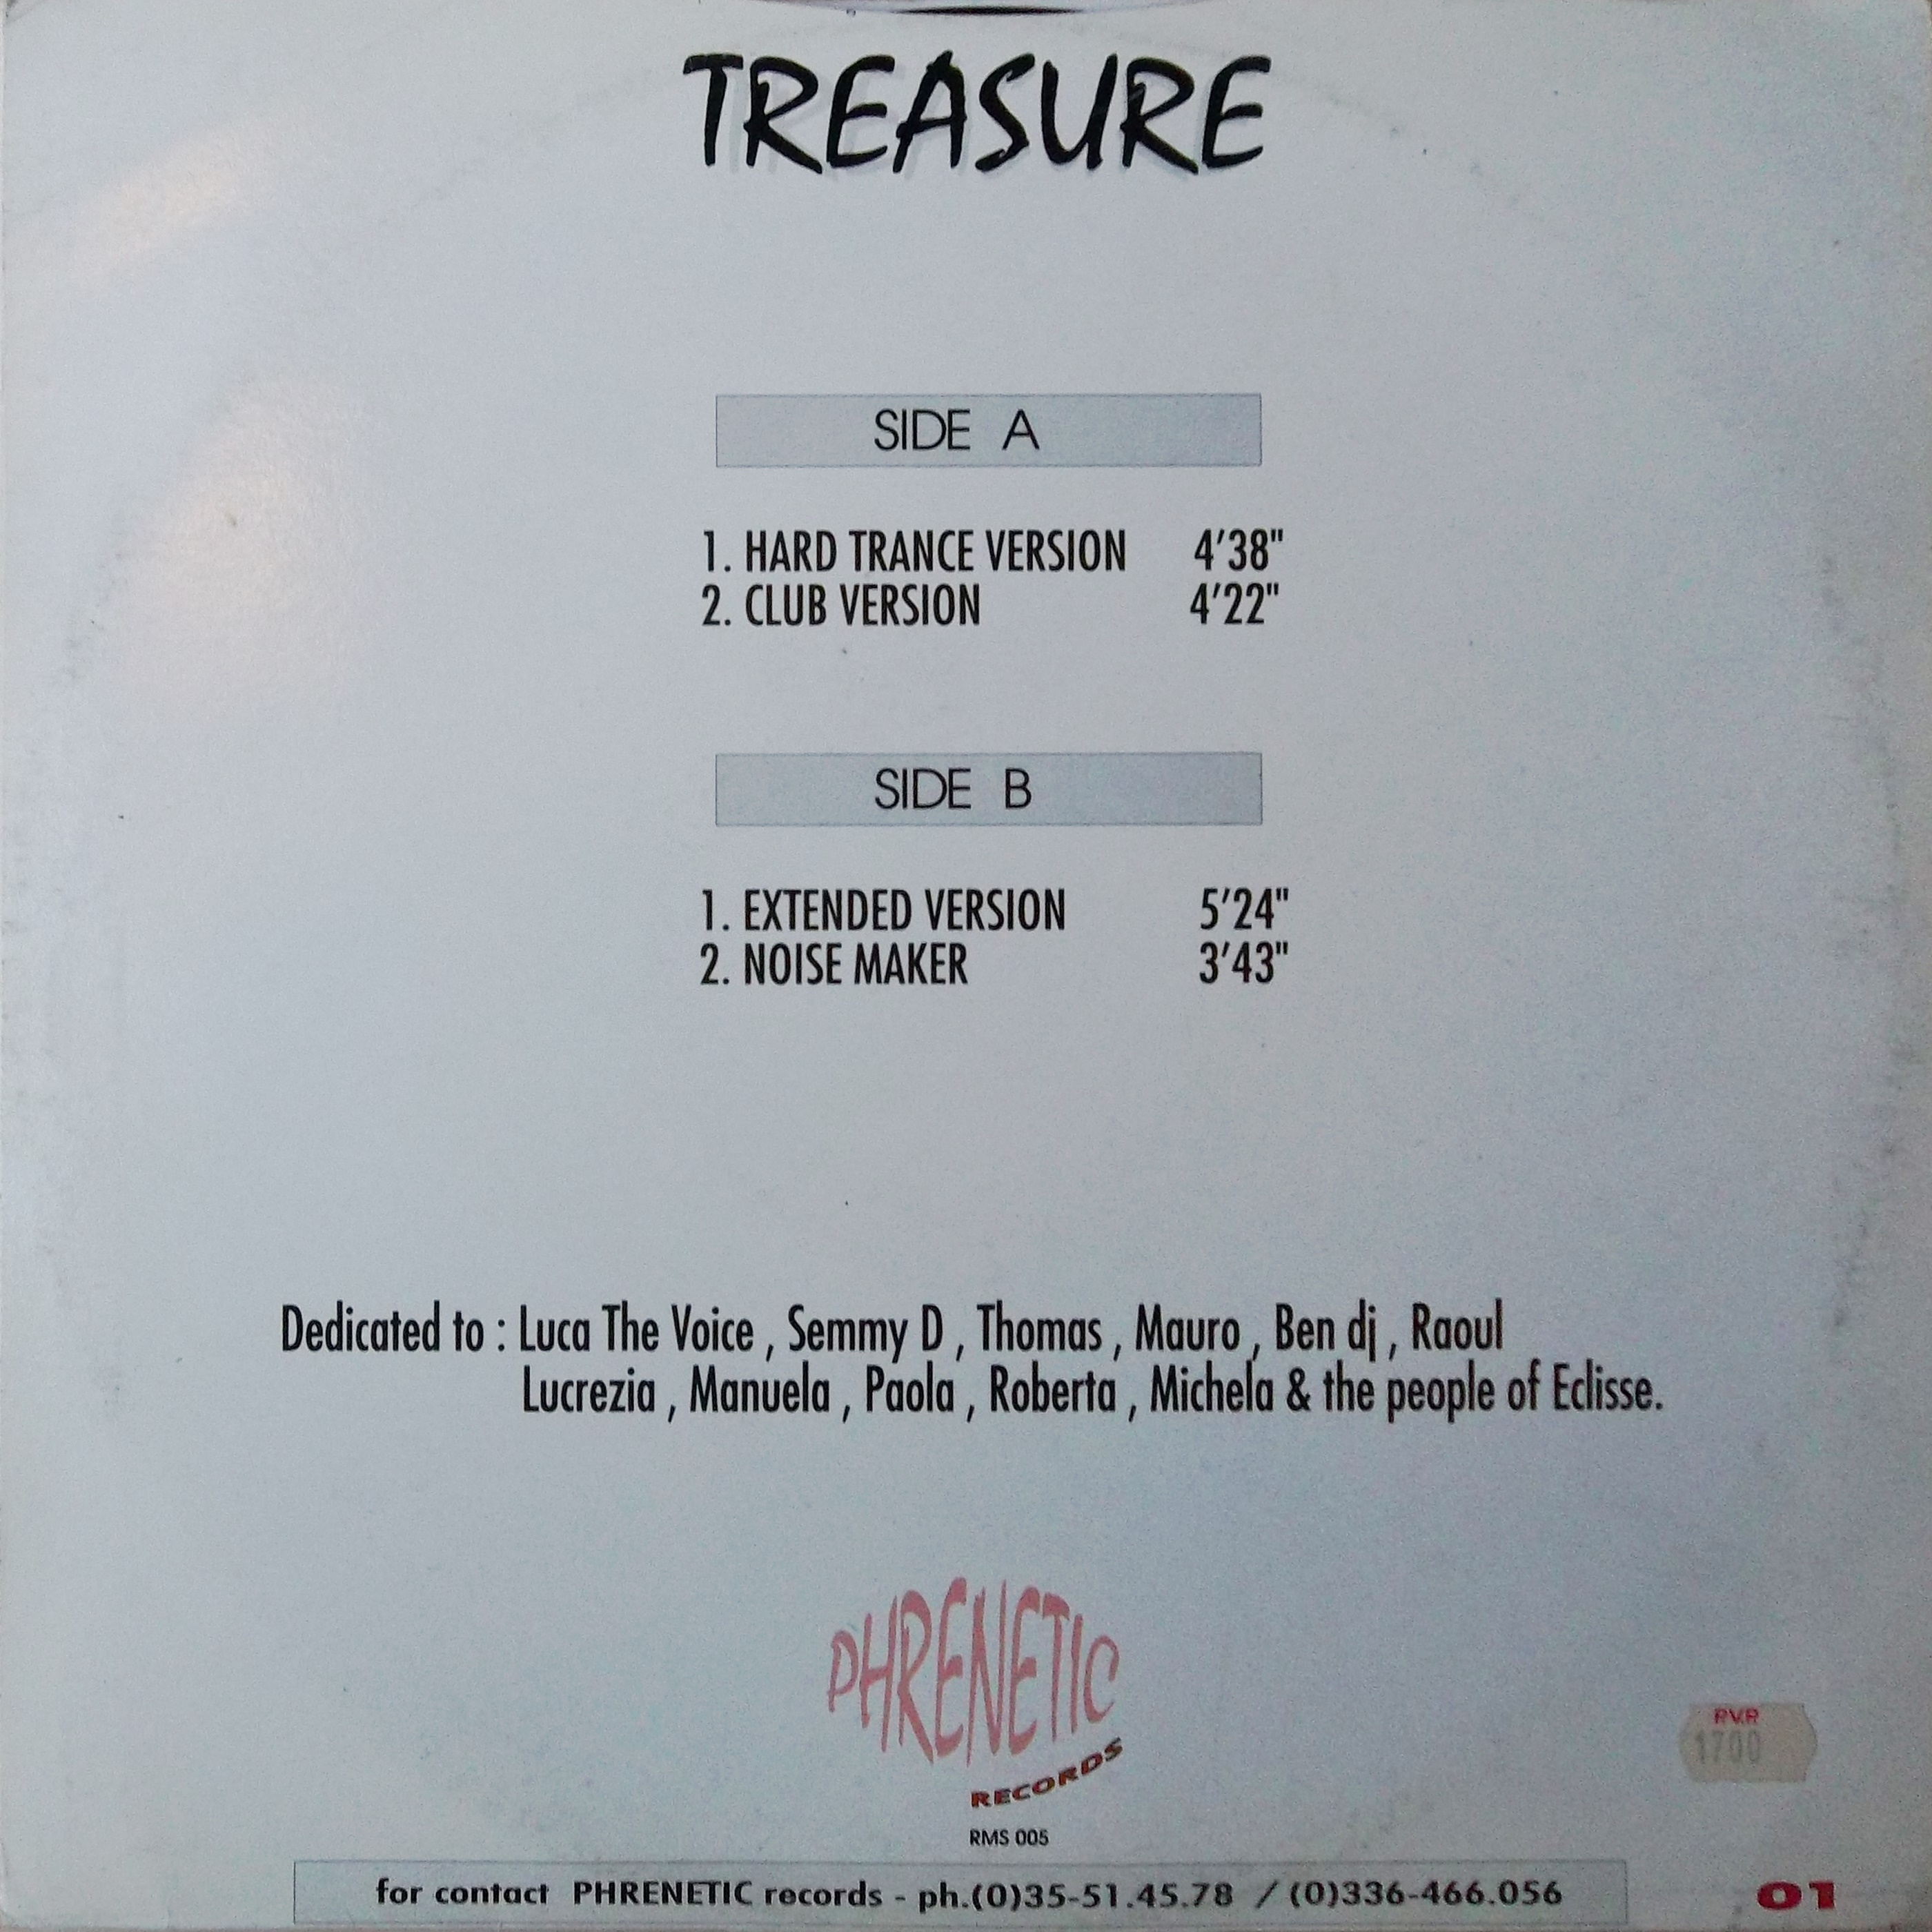 TREASURE
SIDE A
1. HARD TRANCE VERSION 4'38"
2. CLUB VERSION 4'22"
SIDE B
1. EXTENDED VERSION 5'24"
2. NOISE MAKER 3'43"
Dedicated to : Luca The Voice , Semmy D , Thomas , Mauro , Ben dj , Raoul
Lucrezia , Manuela , Paola , Roberta , Michela & the people of Eclisse.
PHRENETIC
RECORDS
RMS 005
PVR
1700
for contact PHRENETIC records - ph.(0)35-51.45.78 / (0)336-466.056
01